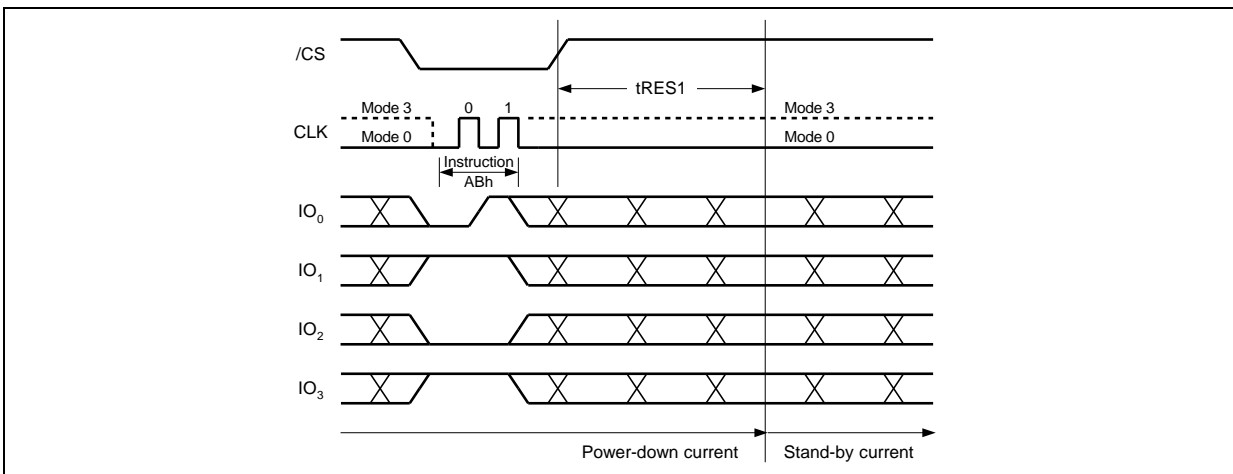 /CS
tRES1
Mode 3 0 1 Mode 3
CLK
Mode 0 Mode 0
Instruction
ABh
IO0
IO1
IO2
IO3
Power-down current Stand-by current